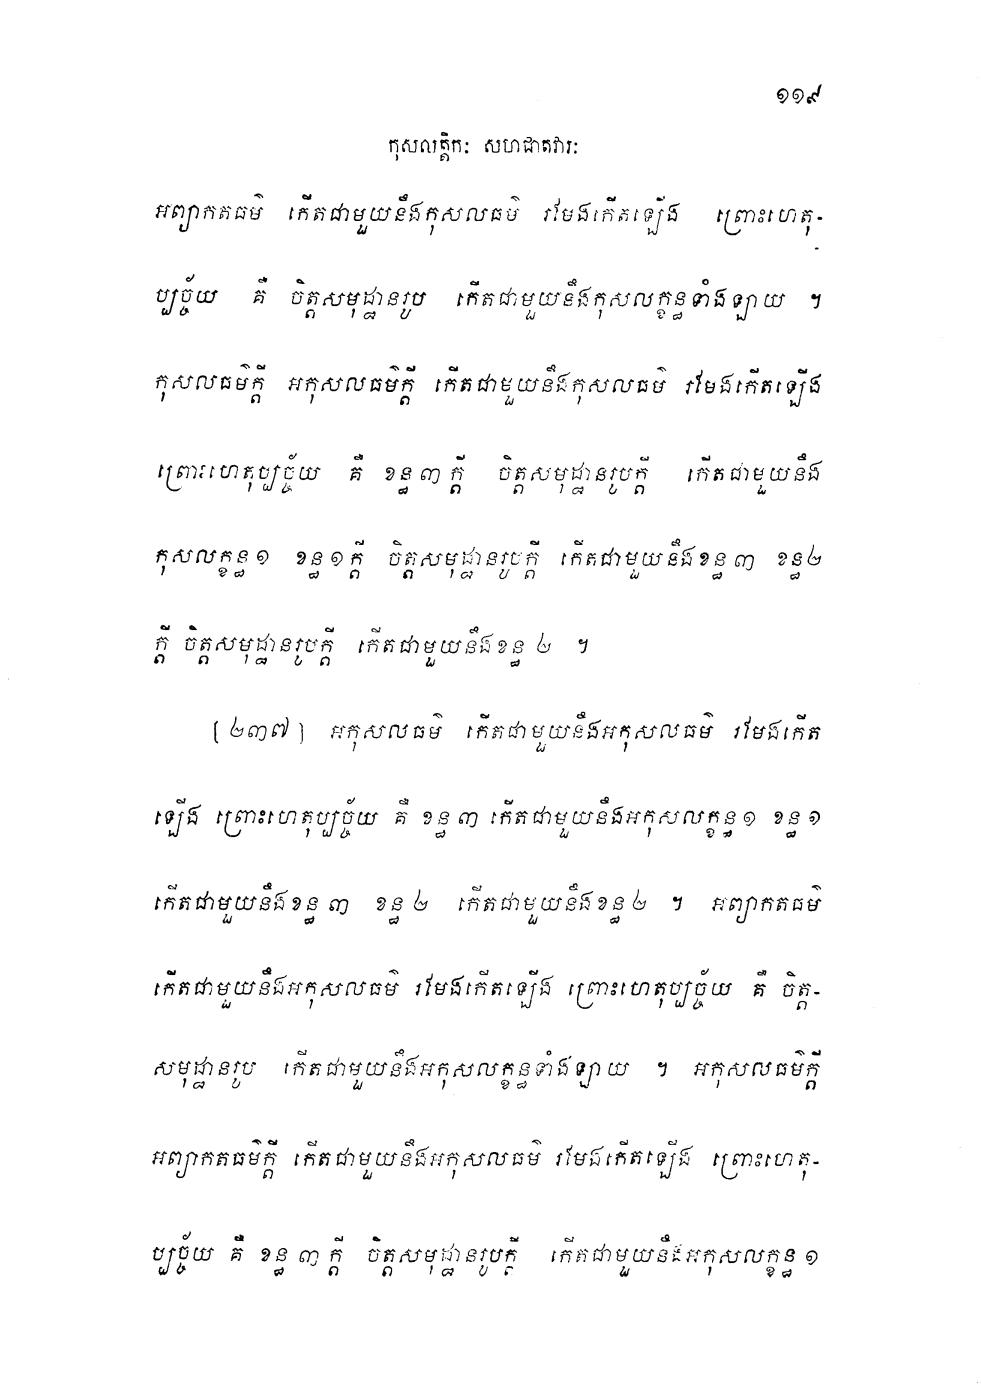 ១១៩
កុសលត្តិកៈ សហជាតវារៈ
អព្យាកតធម៌ កើតជាមួយនឹងកុសលធម៌ រមែងកើតឡើង ព្រោះហេតុ-
ប្បច្ច័យ គឺ ចិត្តសមុដ្ឋានរូប កើតជាមួយនឹងកុសលក្ខន្ធទាំងឡាយ ។
កុសលធម៌ក្តី អកុសលធម៌ក្តី កើតជាមួយនឹងកុសលធម៌ រមែងកើតឡើង
ព្រោះហេតុប្បច្ច័យ គឺ ខន្ធ៣ក្តី ចិត្តសមុដ្ឋានរូបក្តី កើតជាមួយនឹង
កុសលក្ខន្ធ១ ខន្ធ១ក្តី ចិត្តសមុដ្ឋានរូបក្តី កើតជាមួយនឹងខន្ធ៣ ខន្ធ២
ក្តី ចិត្តសមុដ្ឋានរូបក្តី កើតជាមួយនឹងខន្ធ២ ។
[២៣៧] អកុសលធម៌ កើតជាមួយនឹងអកុសលធម៌ រមែងកើត
ឡើង ព្រោះហេតុប្បច្ច័យ គឺ ខន្ធ៣ កើតជាមួយនឹងអកុសលក្ខន្ធ១ ខន្ធ១
កើតជាមួយនឹងខន្ធ៣ ខន្ធ២ កើតជាមួយនឹងខន្ធ២ ។ អព្យាកតធម៌
កើតជាមួយនឹងអកុសលធម៌ រមែងកើតឡើង ព្រោះហេតុប្បច្ច័យ គឺ ចិត្ត-
សមុដ្ឋានរូប កើតជាមួយនឹងអកុសលក្ខន្ធទាំងឡាយ ។ អកុសលធម៌ក្តី
អព្យាកតធម៌ក្តី កើតជាមួយនឹងអកុសលធម៌ រមែងកើតឡើង ព្រោះហេតុ-
ប្បច្ច័យ គឺ ខន្ធ៣ក្តី ចិត្តសមុដ្ឋានរូបក្តី កើតជាមួយនឹងអកុសលក្ខន្ធ១